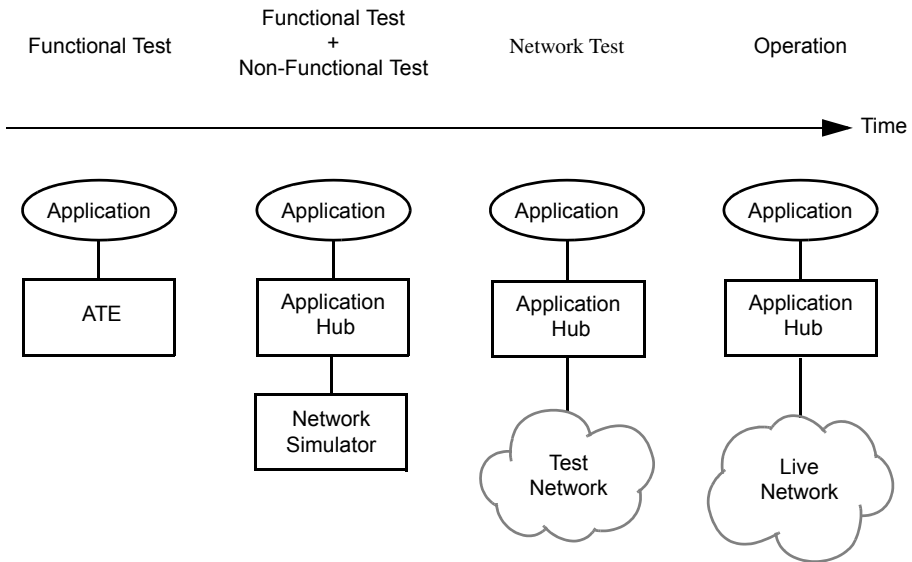 Functional Test
Functional Test
+
Non-Functional Test
Network Test
Operation
Time
Application
ATE
Application
Application
Hub
Network
Simulator
Application
Application
Hub
Test
Network
Application
Application
Hub
Live
Network